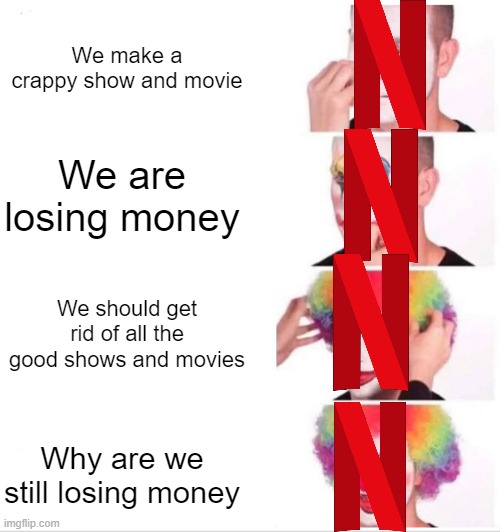 We make a
crappy show and movie
We are
losing money
We should get
rid of all the
good shows and movies
Why are we
still losing money
imgflip.com